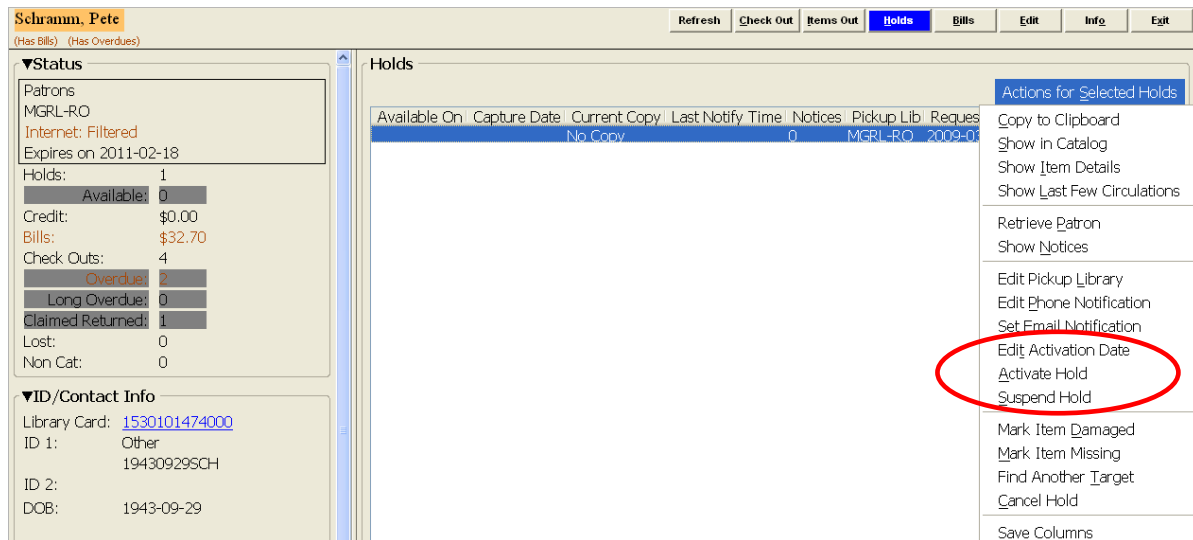 Schramm, Pete
Refresh Check Out Items Out Holds Bills Edit Info Exit
(Has Bills) (Has Overdues)
▼Status
Patrons
MGRL-RO
Internet: Filtered
Expires on 2011-02-18
Holds: 1
Available: 0
Credit: $0.00
Bills: $32.70
Check Outs: 4
Overdue: 2
Long Overdue: 0
Claimed Returned: 1
Lost: 0
Non Cat: 0
▼ID/Contact Info
Library Card: 1530101474000
ID 1: Other
19430929SCH
ID 2:
DOB: 1943-09-29
Holds
Actions for Selected Holds
Available On Capture Date Current Copy Last Notify Time Notices Pickup Lib Reques
No Copy 0 MGRL-RO 2009-03
Copy to Clipboard
Show in Catalog
Show Item Details
Show Last Few Circulations
Retrieve Patron
Show Notices
Edit Pickup Library
Edit Phone Notification
Set Email Notification
Edit Activation Date
Activate Hold
Suspend Hold
Mark Item Damaged
Mark Item Missing
Find Another Target
Cancel Hold
Save Columns